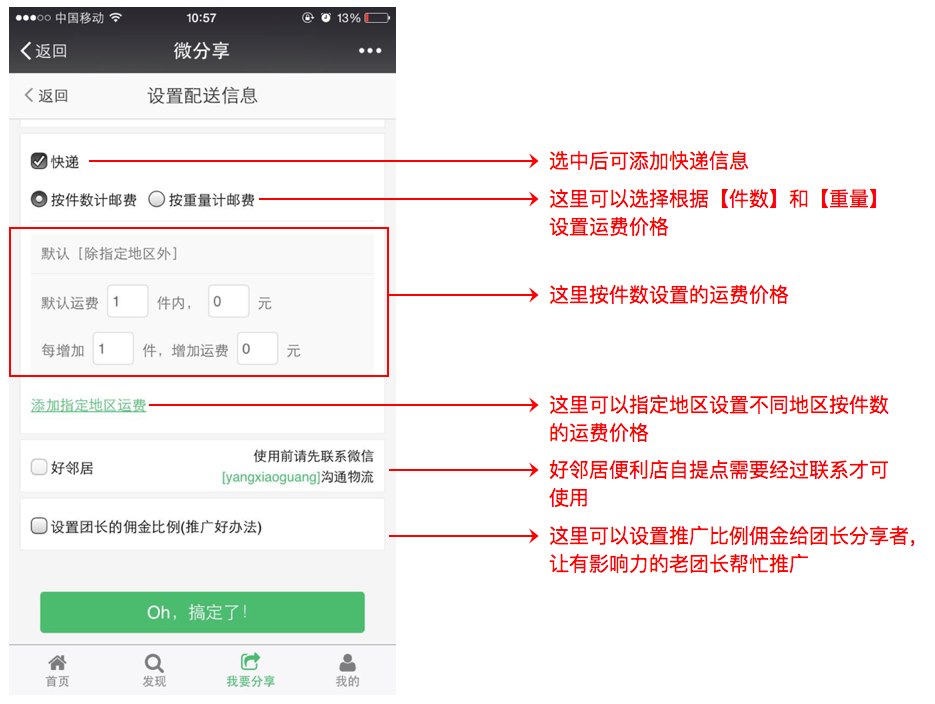 中国移动 10:57 13%
返回 微分享 •••
返回 设置配送信息
快递
选中后可添加快递信息
按件数计邮费 按重量计邮费
这里可以选择根据【件数】和【重量】
设置运费价格
默认［除指定地区外］
默认运费 1 件内， 0 元
每增加 1 件，增加运费 0 元
这里按件数设置的运费价格
添加指定地区运费
这里可以指定地区设置不同地区按件数
的运费价格
好邻居
使用前请先联系微信
[yangxiaoguang]沟通物流
好邻居便利店自提点需要经过联系才可
使用
设置团长的佣金比例(推广好办法)
这里可以设置推广比例佣金给团长分享者,
让有影响力的老团长帮忙推广
Oh，搞定了!
首页 发现 我要分享 我的